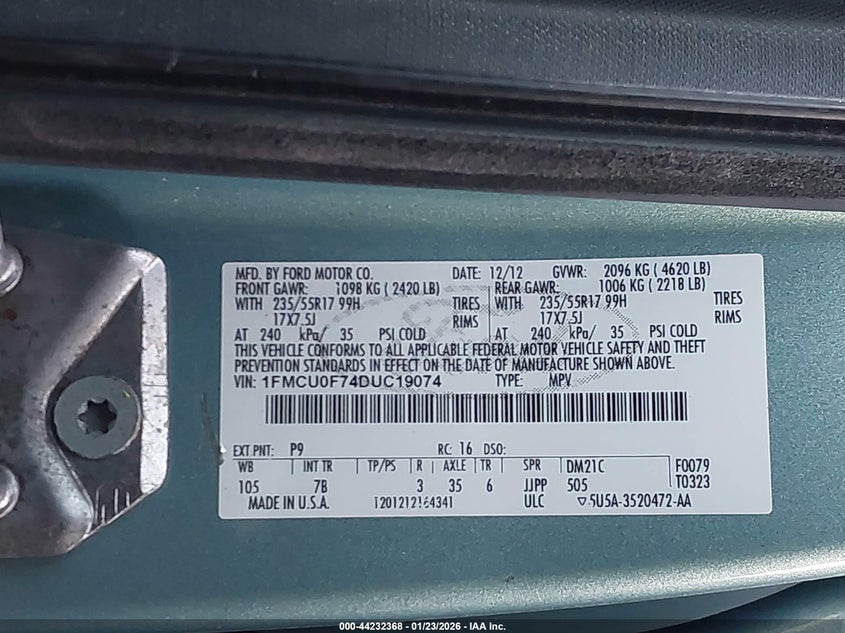 MFD. BY FORD MOTOR CO. DATE: 12/12 GVWR: 2096 KG ( 4620 LB)
FRONT GAWR: 1098 KG ( 2420 LB) REAR GAWR: 1006 KG ( 2218 LB)
WITH 235/55R17 99H TIRES WITH 235/55R17 99H TIRES
17X7.5J RIMS 17X7.5J RIMS
AT 240 kPa/ 35 PSI COLD AT 240 kPa/ 35 PSI COLD
THIS VEHICLE CONFORMS TO ALL APPLICABLE FEDERAL MOTOR VEHICLE SAFETY AND THEFT
PREVENTION STANDARDS IN EFFECT ON THE DATE OF MANUFACTURE SHOWN ABOVE.
VIN: 1FMCU0F74DUC19074 TYPE: MPV
EXT PNT: P9 RC: 16 DSO:
WB INT TR TP/PS R AXLE TR SPR DM21C F0079
105 7B 3 35 6 JJPP 505 T0323
MADE IN U.S.A. ULC ▽5U5A-3520472-AA
000-44232368 - 01/23/2026 - IAA Inc.